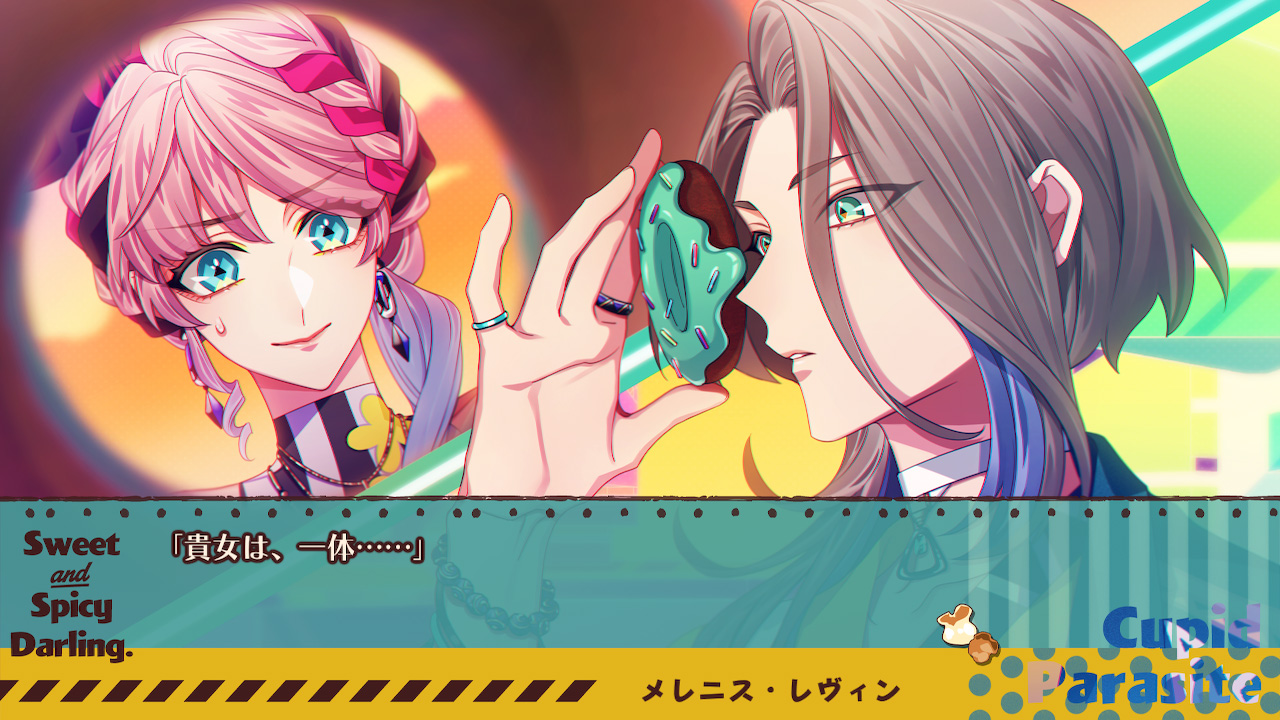 「貴女は、一体……」
Sweet
and
Spicy
Darling.
メレニス・レヴィン
Cupid
Parasite